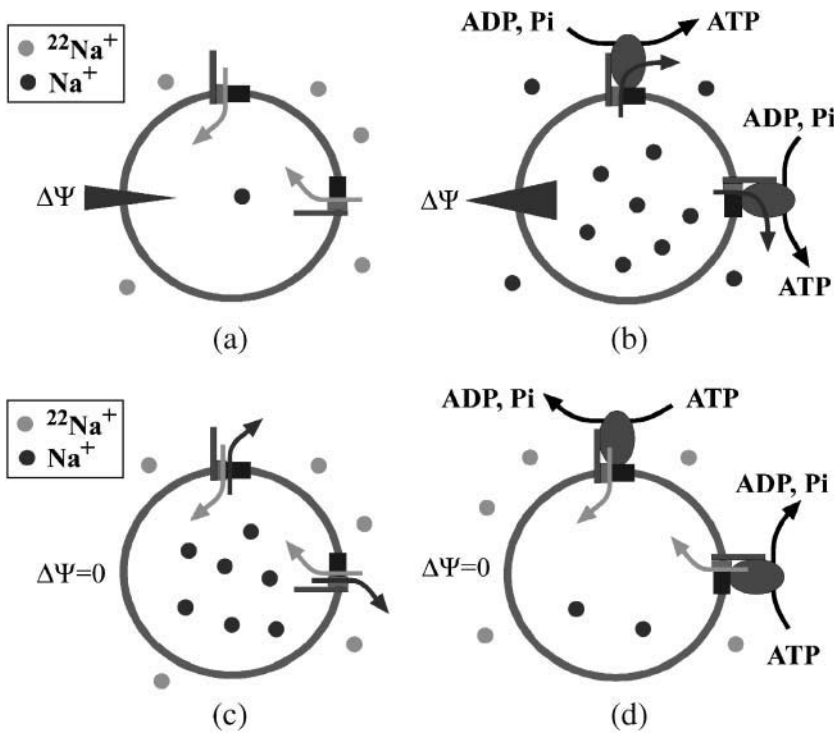 ²²Na⁺
Na⁺
ΔΨ
(a)
ADP, Pi ATP
ADP, Pi
ΔΨ
ATP
(b)
²²Na⁺
Na⁺
ΔΨ=0
(c)
ADP, Pi ATP
ADP, Pi
ΔΨ=0
ATP
(d)